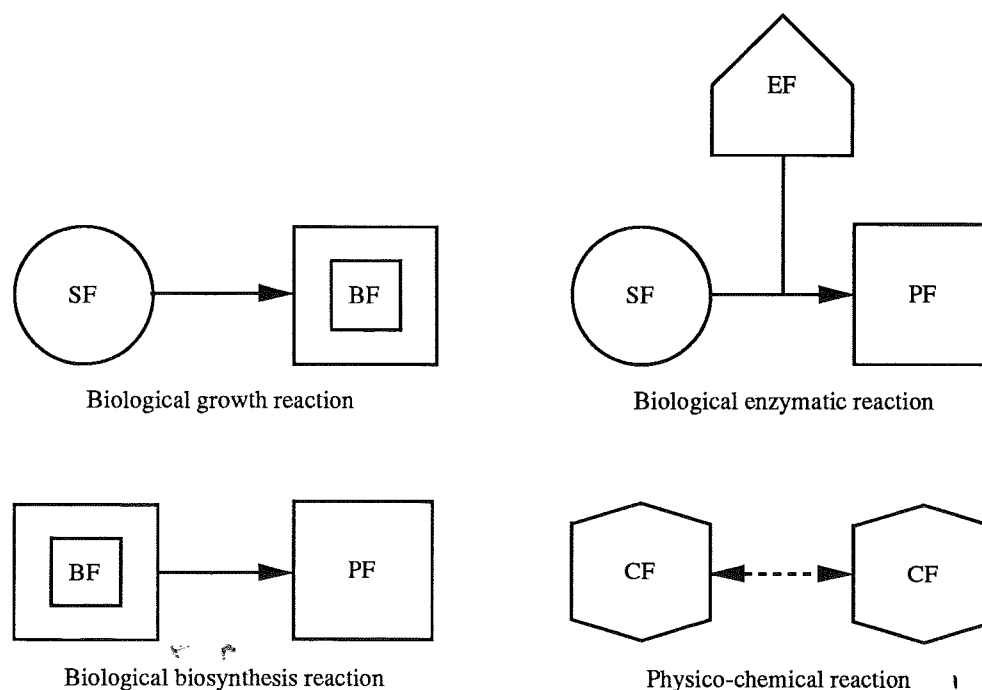 EF
SF
BF
SF
PF
Biological growth reaction
Biological enzymatic reaction
BF
PF
CF
CF
Biological biosynthesis reaction
Physico-chemical reaction